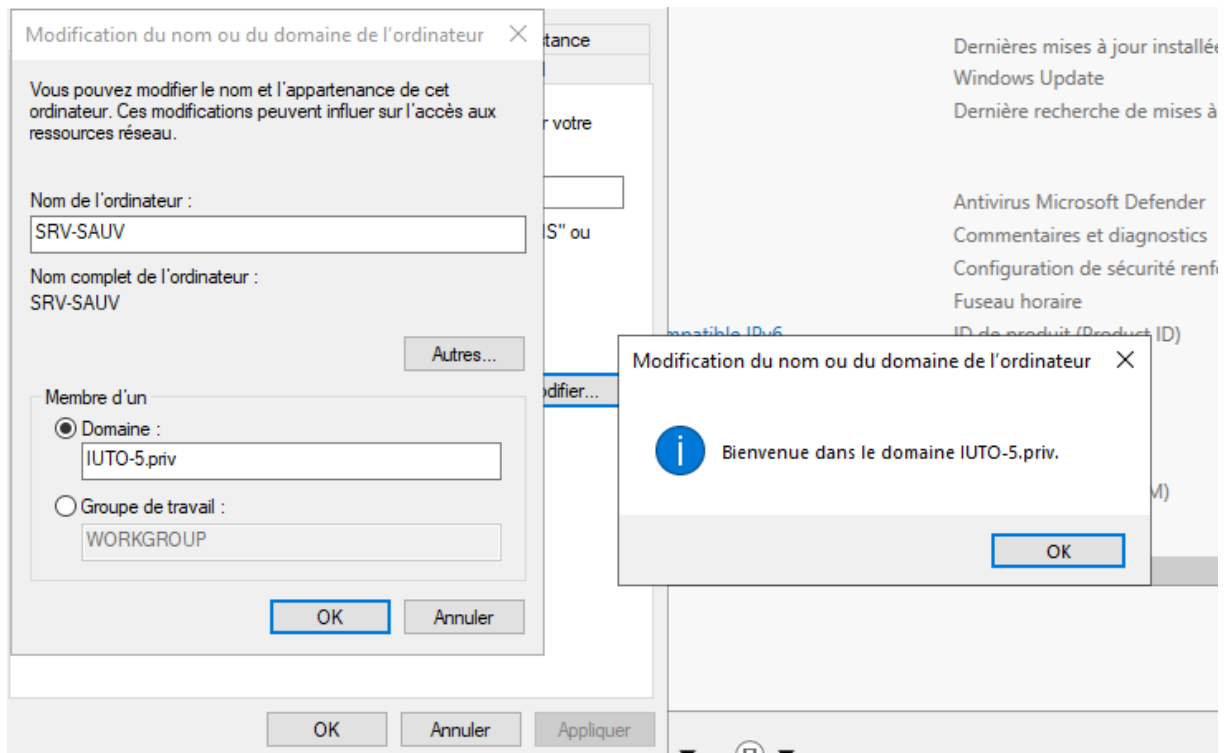 Modification du nom ou du domaine de l'ordinateur
Vous pouvez modifier le nom et l'appartenance de cet
ordinateur. Ces modifications peuvent influer sur l'accès aux
ressources réseau.
Nom de l'ordinateur :
SRV-SAUV
Nom complet de l'ordinateur :
SRV-SAUV
Autres...
Membre d'un
Domaine :
IUTO-5.priv
Groupe de travail :
WORKGROUP
OK Annuler
votre
ou
OK Annuler Appliquer
Dernières mises à jour
Windows Update
Dernière recherche de mises à
Antivirus Microsoft Defender
Commentaires et diagnostics
Configuration de sécurité
Fuseau horaire
IPv6
ID de produit (Product ID)
Modification du nom ou du domaine de l'ordinateur
Bienvenue dans le domaine IUTO-5.priv.
OK